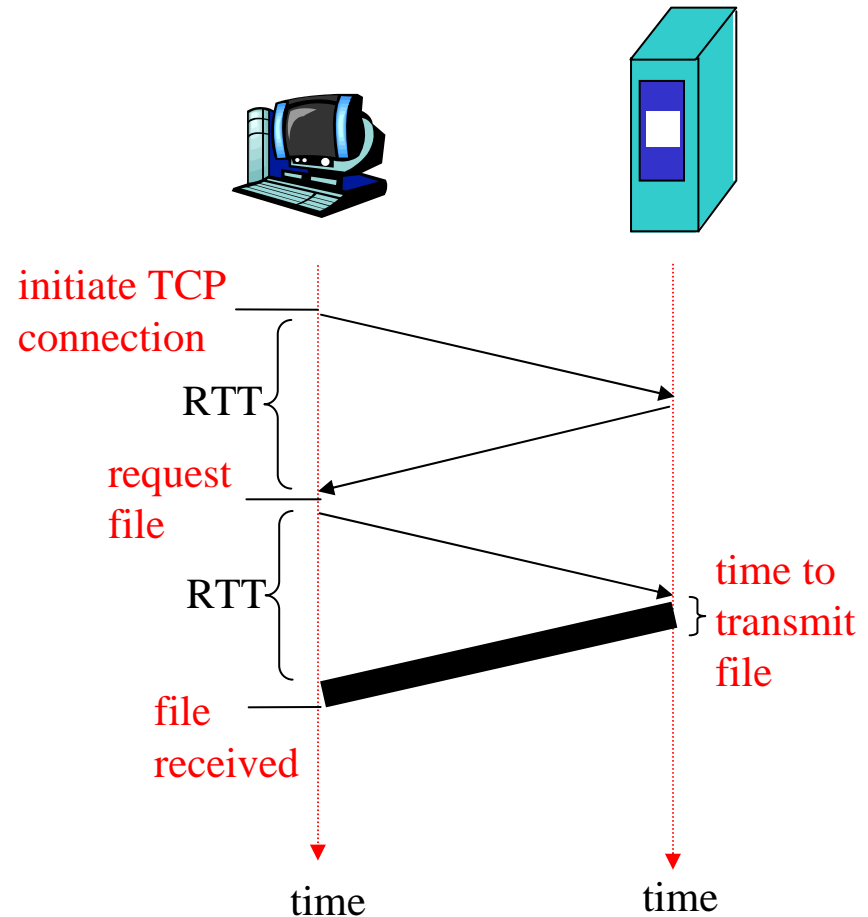 initiate TCP
connection
RTT
request
file
RTT
time to
transmit
file
file
received
time
time